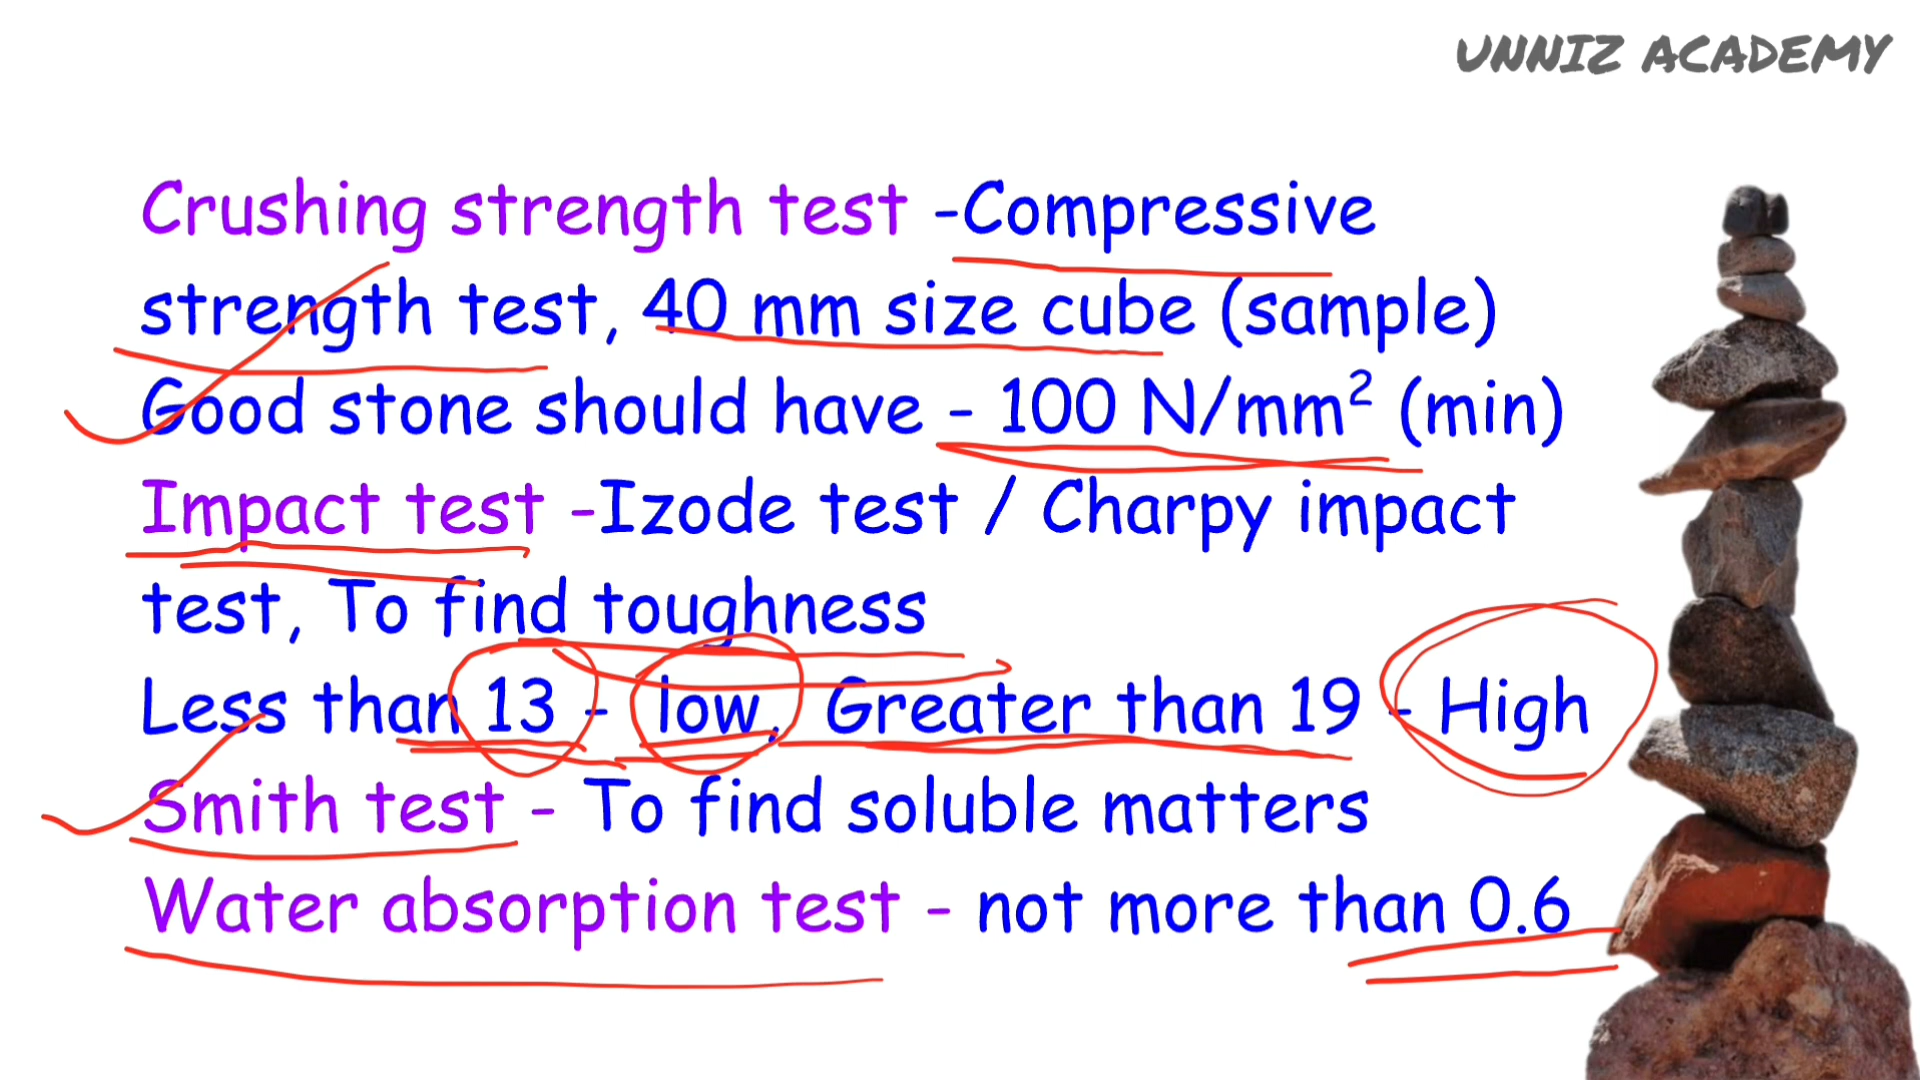 UNNIZ ACADEMY
Crushing strength test -Compressive
strength test, 40 mm size cube (sample)
Good stone should have - 100 N/mm² (min)
Impact test -Izode test / Charpy impact
test, To find toughness
Less than 13 - low, Greater than 19 - High
Smith test - To find soluble matters
Water absorption test - not more than 0.6